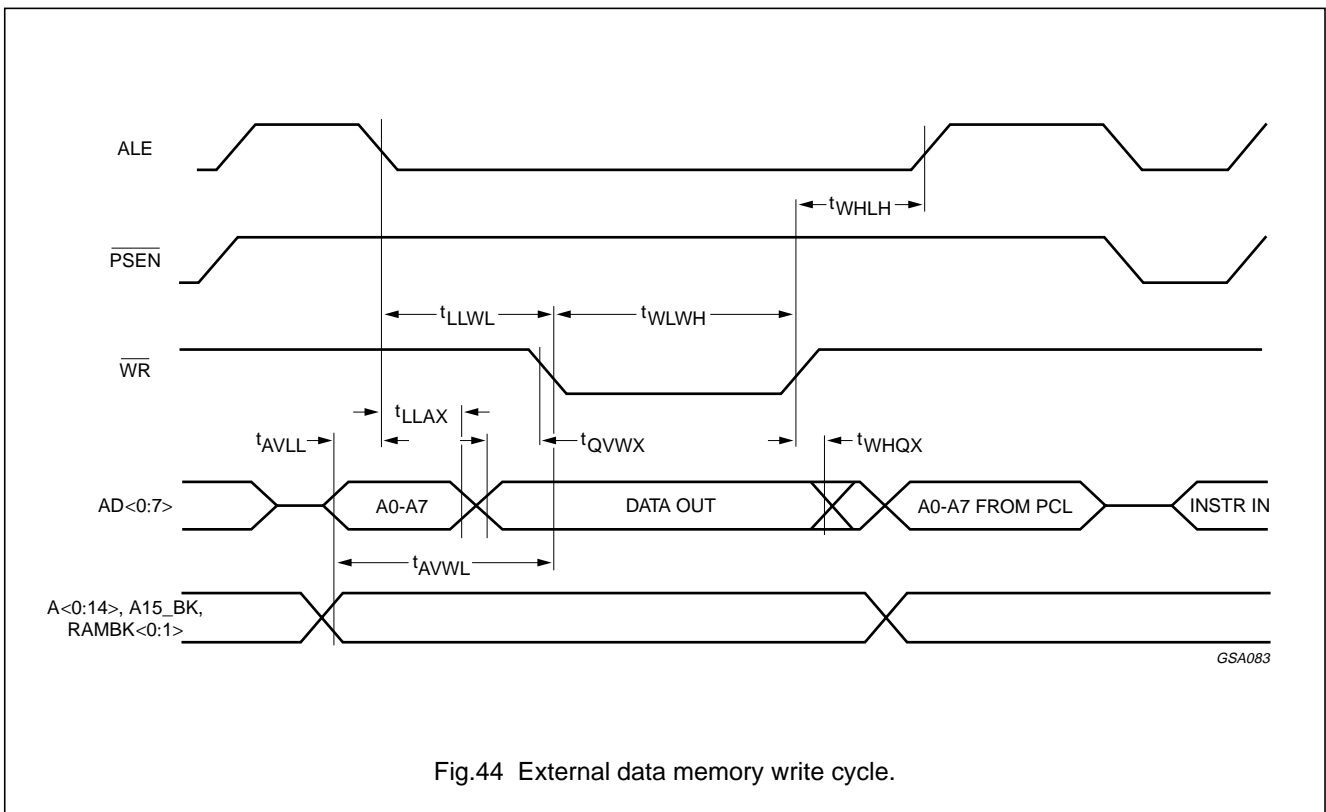 ALE
tWHLH
PSEN
tLLWL
tWLWH
WR
tLLAX
tAVLL
tQVWX
tWHQX
AD<0:7>
A0-A7
DATA OUT
A0-A7 FROM PCL
INSTR IN
tAVWL
A<0:14>, A15_BK,
RAMBK<0:1>
GSA083
Fig.44 External data memory write cycle.